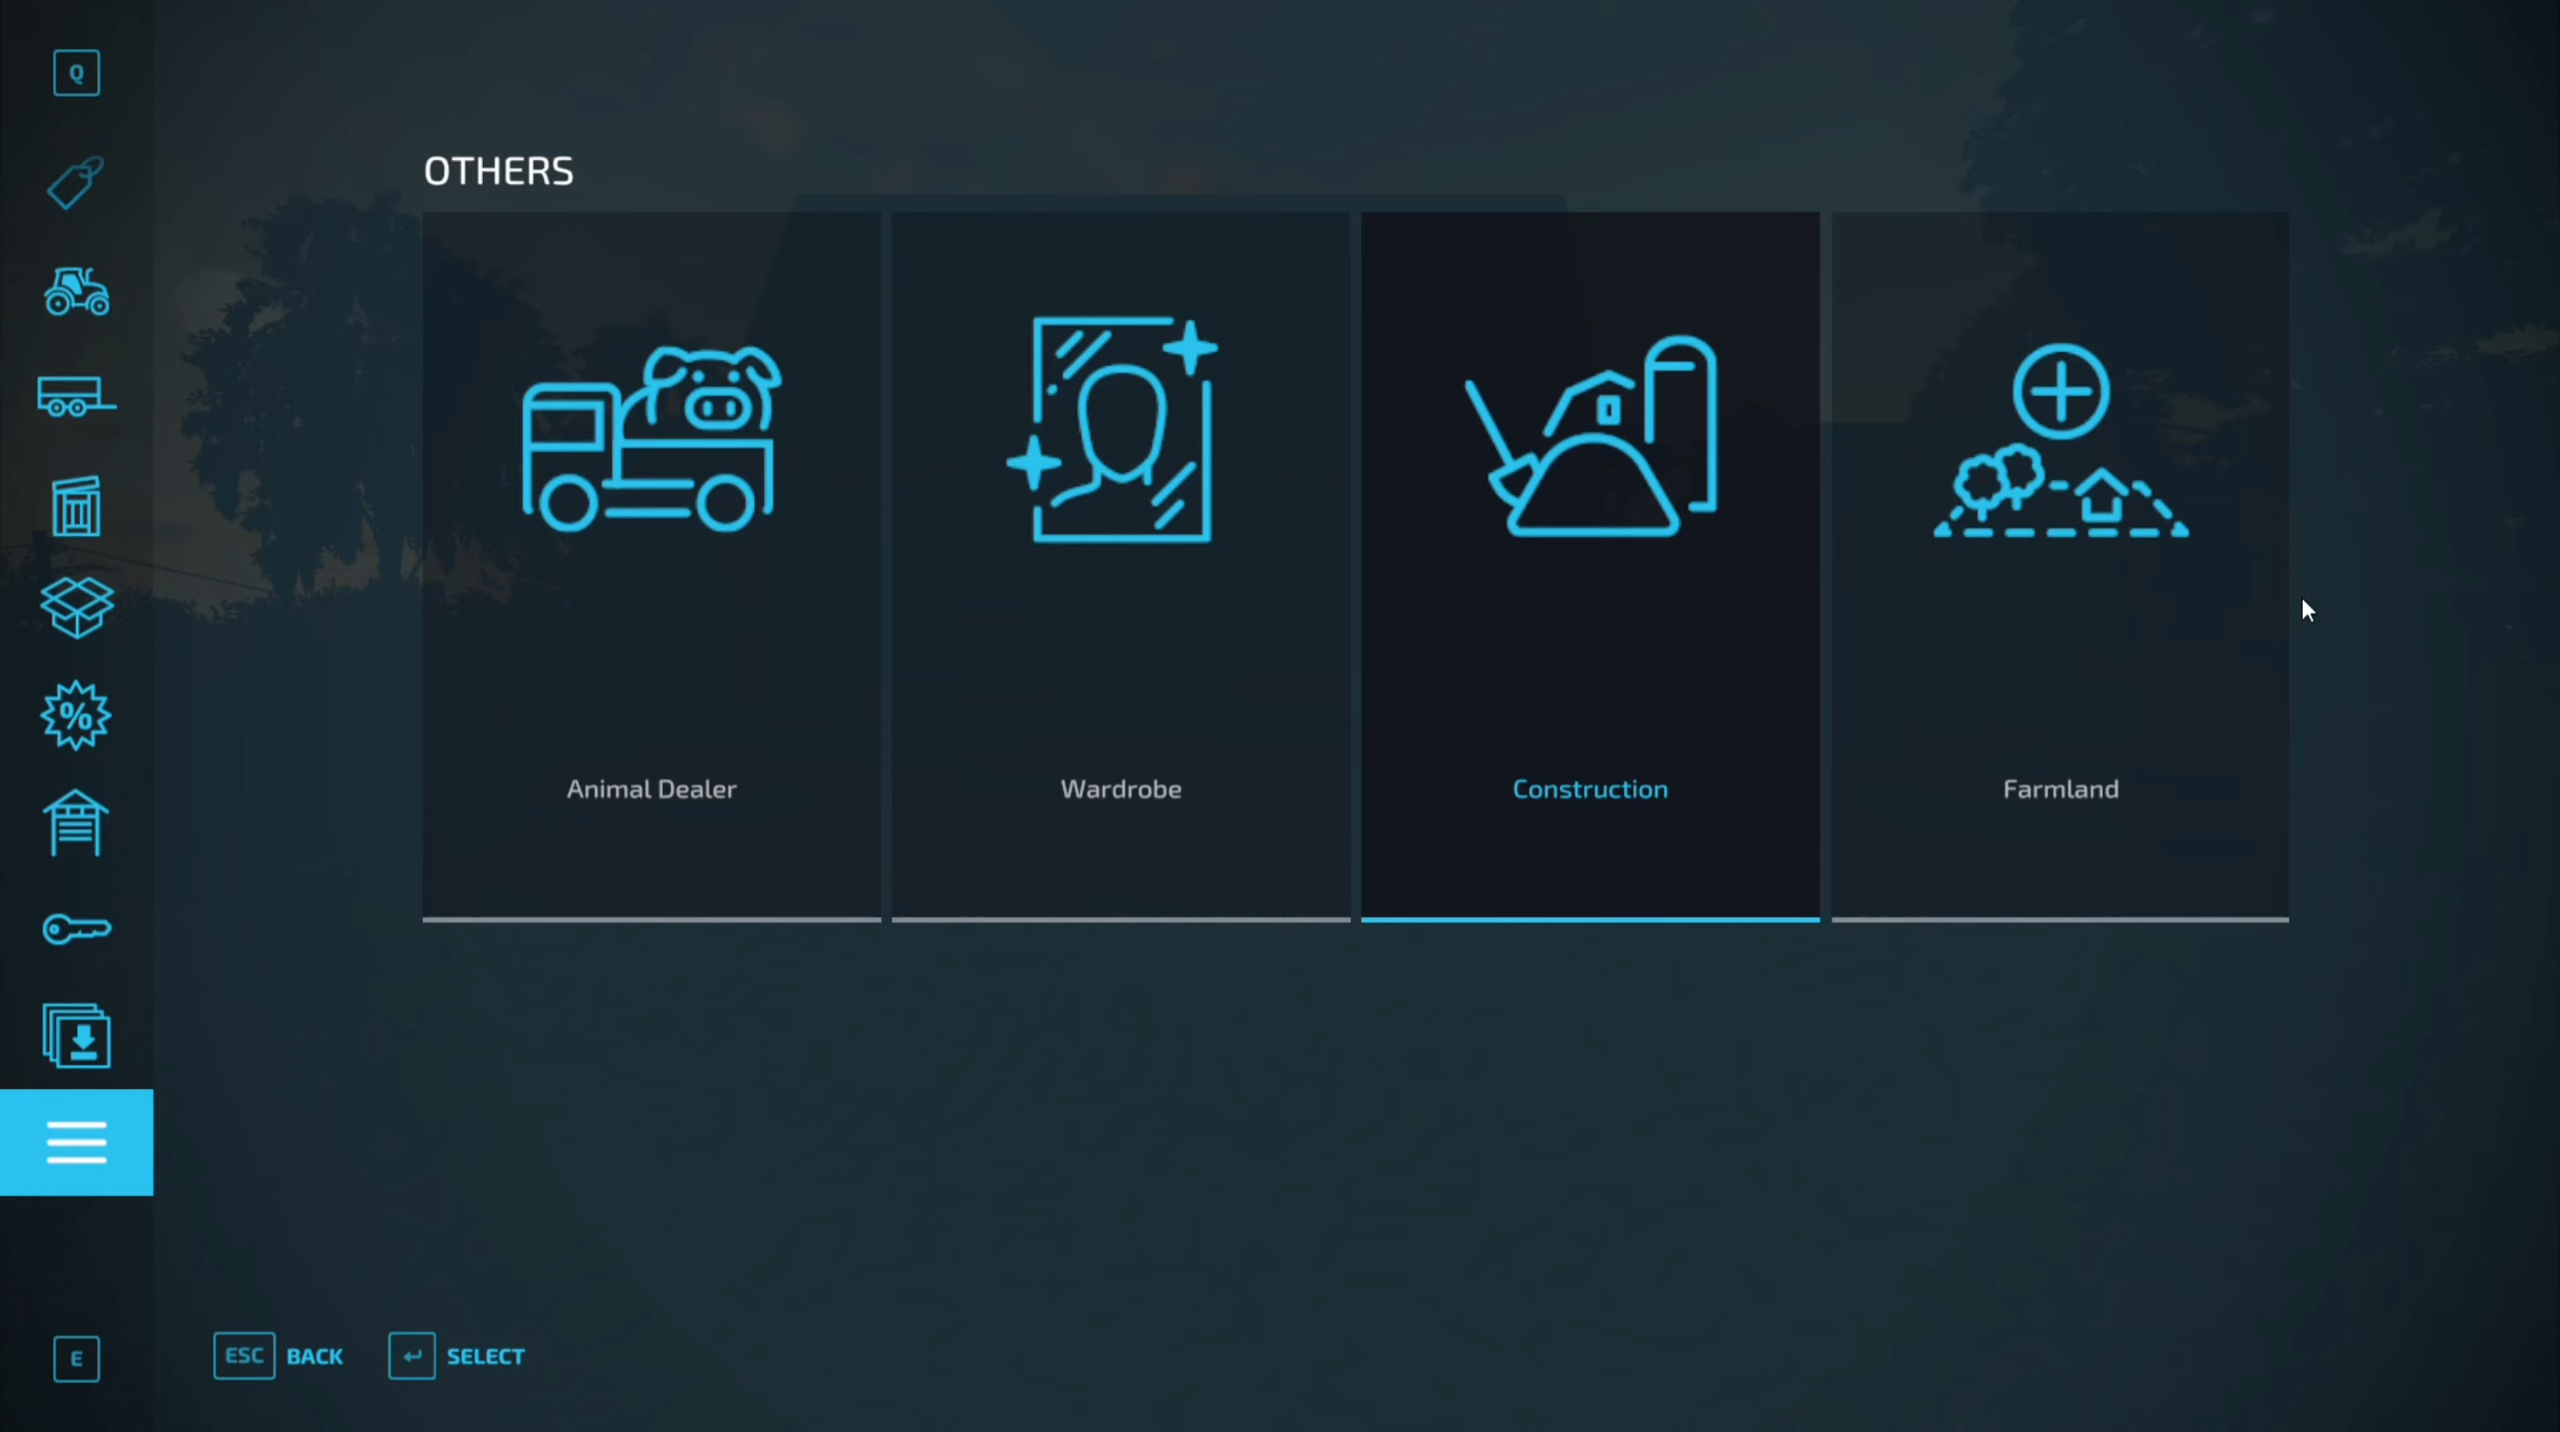 Q
OTHERS
%
Animal Dealer
Wardrobe
Construction
Farmland
E
ESC BACK
SELECT